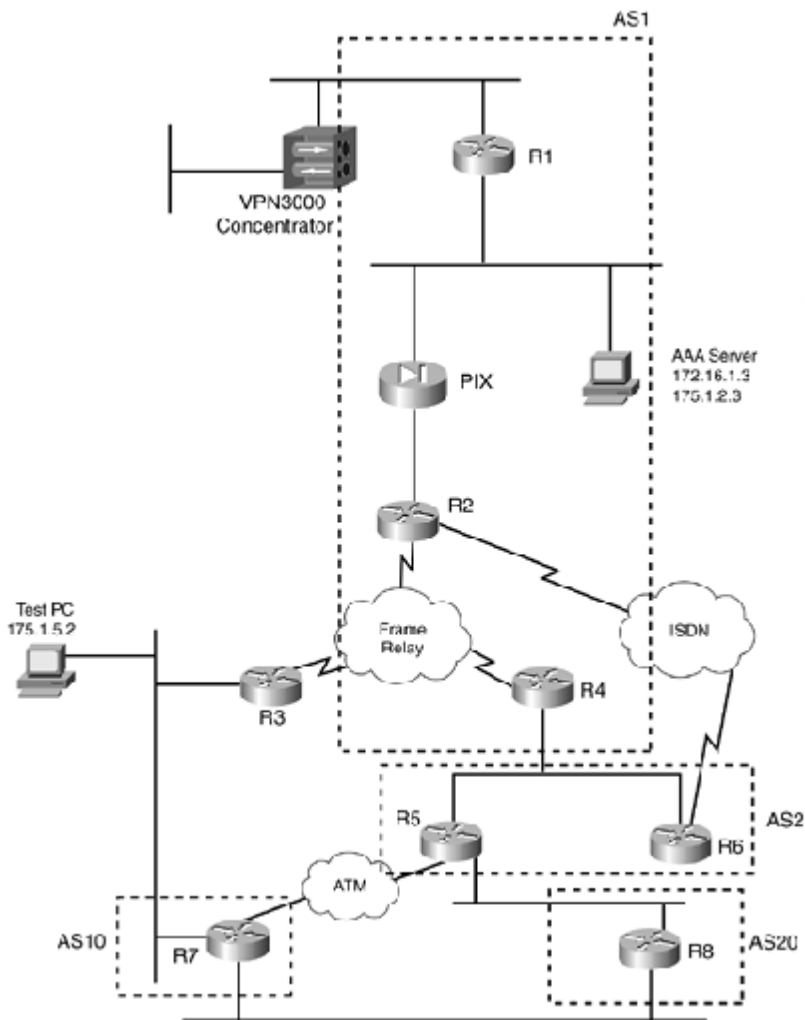 AS1
R1
VPN3000
Concentrator
AAA Server
172.16.1.3
175.1.2.3
PIX
R2
Test PC
175.1.5.2
Frame
Relay
ISDN
R3
R4
R5
AS2
R6
ATM
AS10
R7
R8
AS20